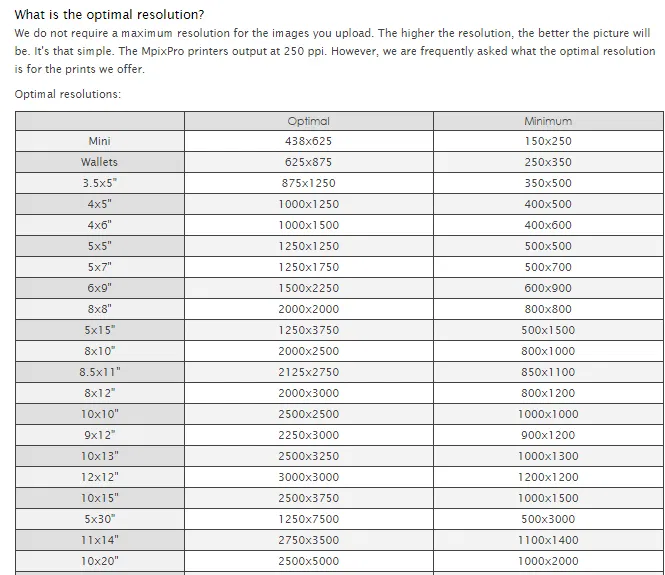 What is the optimal resolution?
We do not require a maximum resolution for the images you upload. The higher the resolution, the better the picture will
be. It's that simple. The MpixPro printers output at 250 ppi. However, we are frequently asked what the optimal resolution
is for the prints we offer.
Optimal resolutions:
Optimal Minimum
Mini 438x625 150x250
Wallets 625x875 250x350
3.5x5" 875x1250 350x500
4x5" 1000x1250 400x500
4x6" 1000x1500 400x600
5x5" 1250x1250 500x500
5x7" 1250x1750 500x700
6x9" 1500x2250 600x900
8x8" 2000x2000 800x800
5x15" 1250x3750 500x1500
8x10" 2000x2500 800x1000
8.5x11" 2125x2750 850x1100
8x12" 2000x3000 800x1200
10x10" 2500x2500 1000x1000
9x12" 2250x3000 900x1200
10x13" 2500x3250 1000x1300
12x12" 3000x3000 1200x1200
10x15" 2500x3750 1000x1500
5x30" 1250x7500 500x3000
11x14" 2750x3500 1100x1400
10x20" 2500x5000 1000x2000